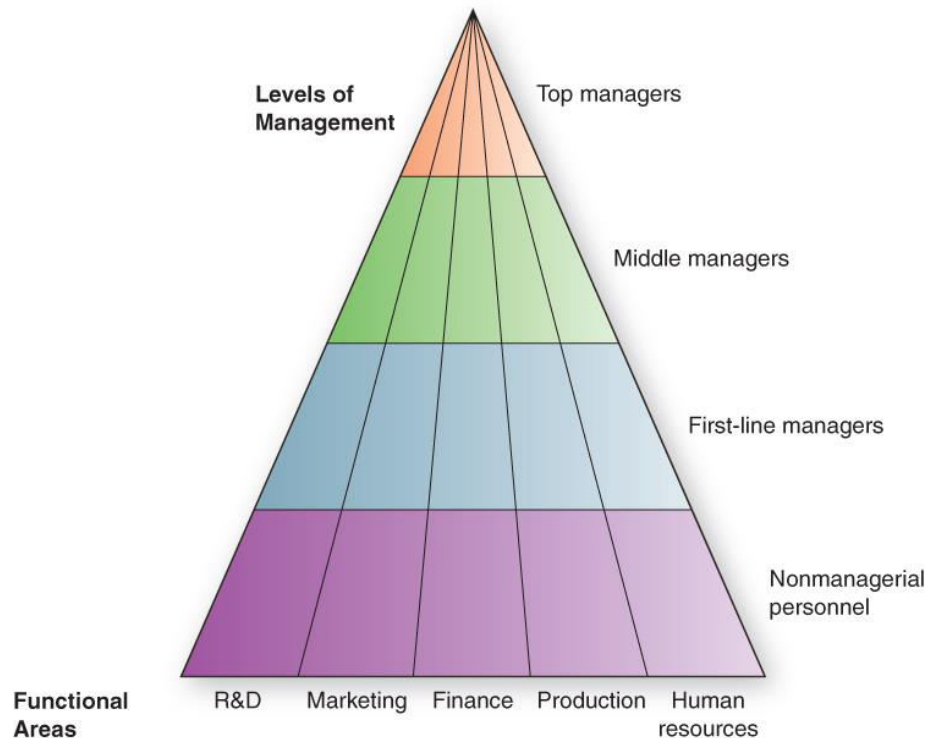 Levels of
Management
Top managers
Middle managers
First-line managers
Nonmanagerial
personnel
Functional
Areas
R&D
Marketing
Finance
Production
Human
resources